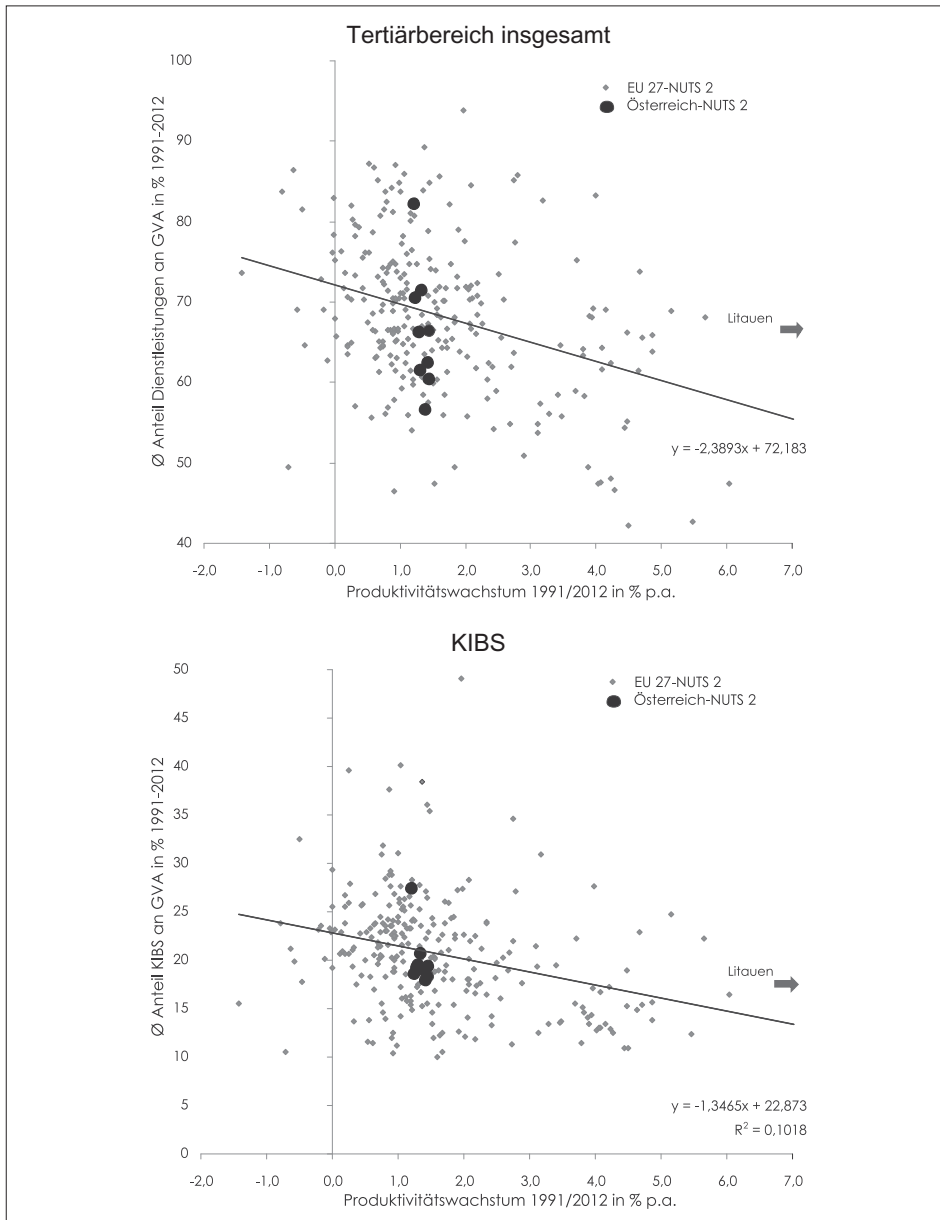 Tertiärbereich insgesamt
100
90
80
70
60
50
40
Ø Anteil Dienstleistungen an GVA in % 1991-2012
EU 27-NUTS 2
Österreich-NUTS 2
Litauen
y = -2,3893x + 72,183
-2,0 -1,0 0,0 1,0 2,0 3,0 4,0 5,0 6,0 7,0
Produktivitätswachstum 1991/2012 in % p.a.
KIBS
50
45
40
35
30
25
20
15
10
5
0
Ø Anteil KIBS an GVA in % 1991-2012
EU 27-NUTS 2
Österreich-NUTS 2
Litauen
y = -1,3465x + 22,873
R² = 0,1018
-2,0 -1,0 0,0 1,0 2,0 3,0 4,0 5,0 6,0 7,0
Produktivitätswachstum 1991/2012 in % p.a.